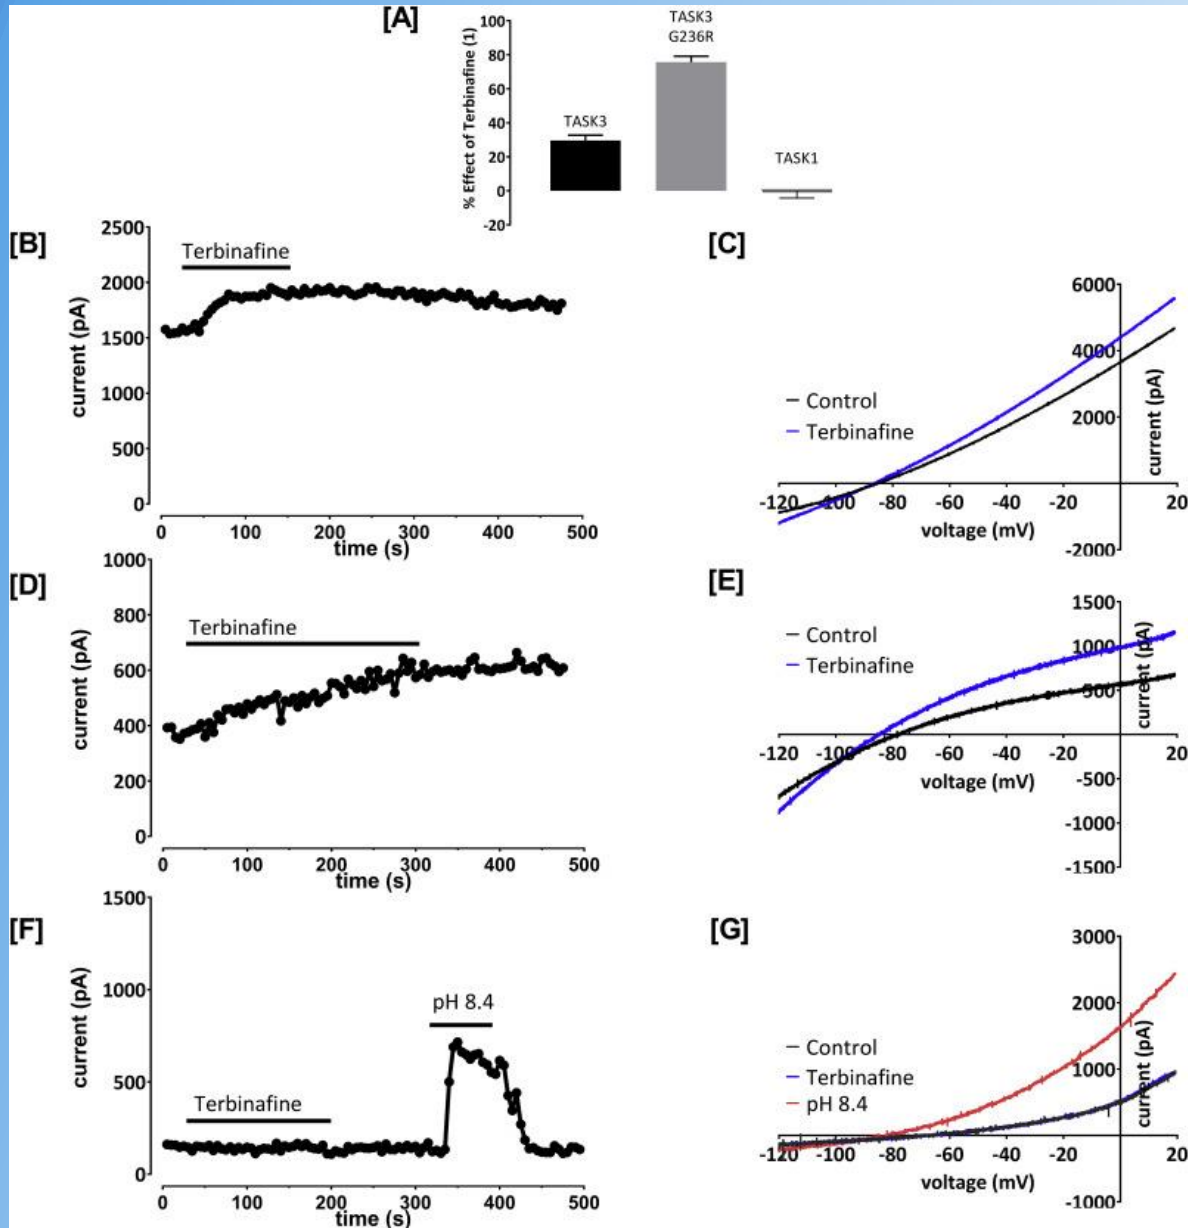 [A]
% Effect of Terbinafine (1)
100
80
60
40
20
0
-20
TASK3
TASK3
G236R
TASK1
[B]
current (pA)
2500
2000
1500
1000
500
0
Terbinafine
0 100 200 300 400 500
time (s)
[C]
6000
4000
2000
-2000
current (pA)
Control
Terbinafine
-120 -100 -80 -60 -40 -20 0 20
voltage (mV)
[D]
current (pA)
1000
800
600
400
200
0
Terbinafine
0 100 200 300 400 500
time (s)
[E]
1500
1000
500
-500
-1000
-1500
current (pA)
Control
Terbinafine
-120 -100 -80 -60 -40 -20 0 20
voltage (mV)
[F]
current (pA)
1500
1000
500
0
Terbinafine
pH 8.4
0 100 200 300 400 500
time (s)
[G]
3000
2000
1000
-1000
current (pA)
Control
Terbinafine
pH 8.4
-120 -100 -80 -60 -40 -20 0 20
voltage (mV)